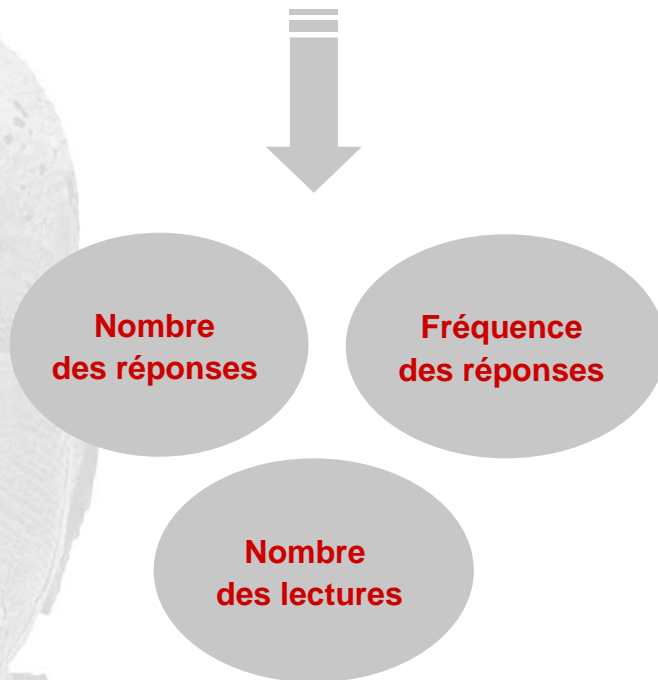 Nombre
des réponses
Fréquence
des réponses
Nombre
des lectures